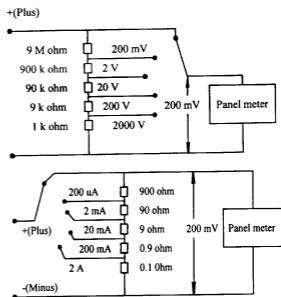 +(Plus)
9 M ohm 200 mV
900 k ohm 2 V
90 k ohm 20 V
9 k ohm 200 V
200 mV Panel meter
1 k ohm 2000 V
200 uA 900 ohm
2 mA 90 ohm
+(Plus) 20 mA 9 ohm 200 mV Panel meter
200 mA 0.9 ohm
2 A 0.1 Ohm
-(Minus)